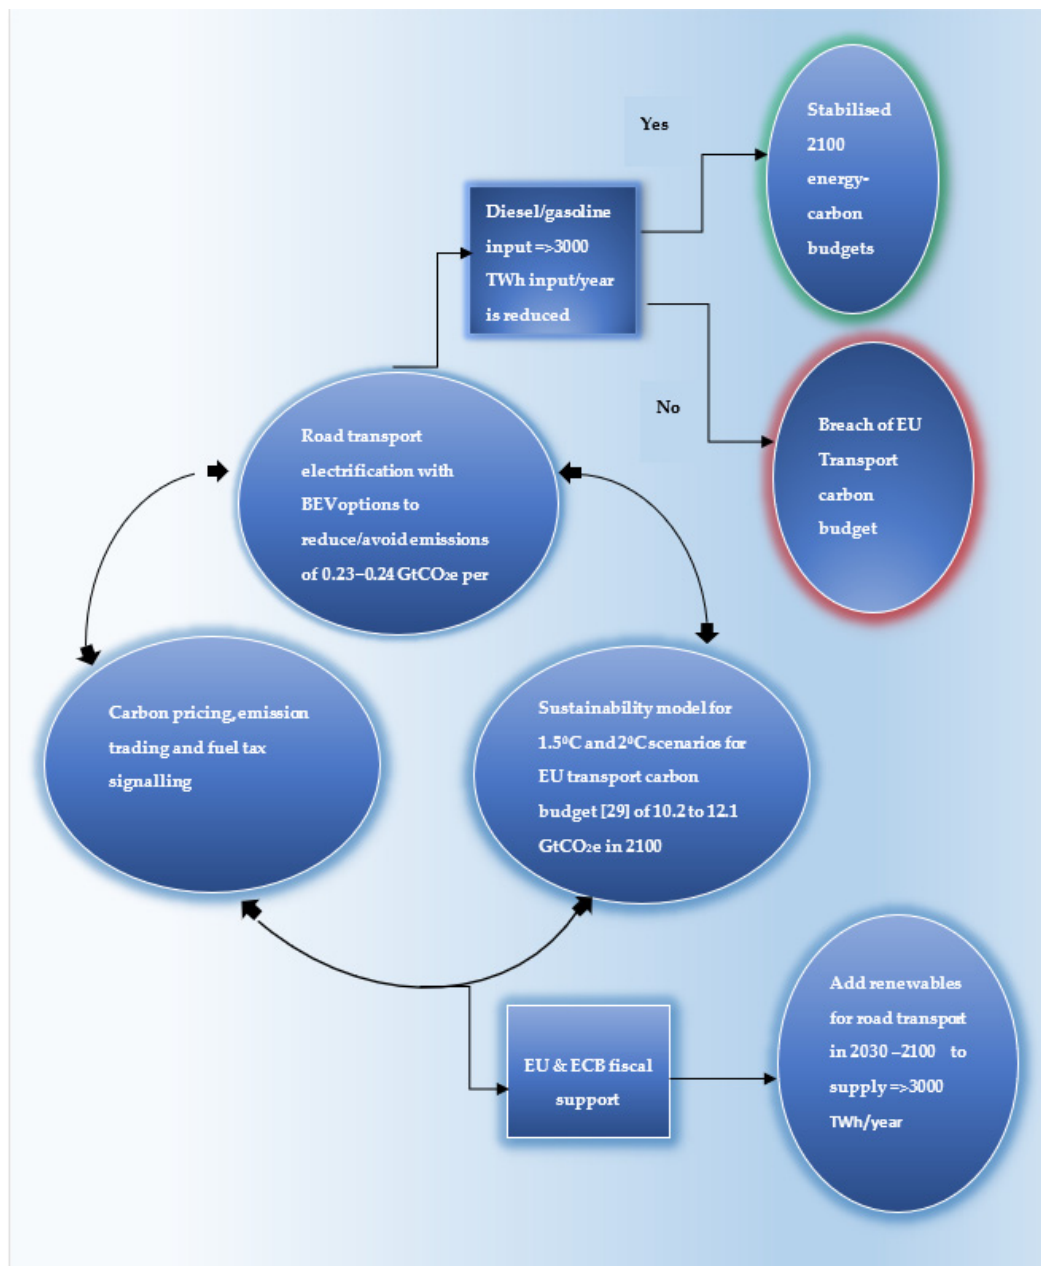 Yes
Stabilised
2100
energy-
carbon
budgets
Diesel/gasoline
input =>3000
TWh input/year
is reduced
No
Breach of EU
Transport
carbon
budget
Road transport
electrification with
BEV options to
reduce/avoid emissions
of 0.23–0.24 GtCO₂e per
Carbon pricing, emission
trading and fuel tax
signalling
Sustainability model for
1.5⁰C and 2⁰C scenarios for
EU transport carbon
budget [29] of 10.2 to 12.1
GtCO₂e in 2100
EU & ECB fiscal
support
Add renewables
for road transport
in 2030 –2100 to
supply =>3000
TWh/year